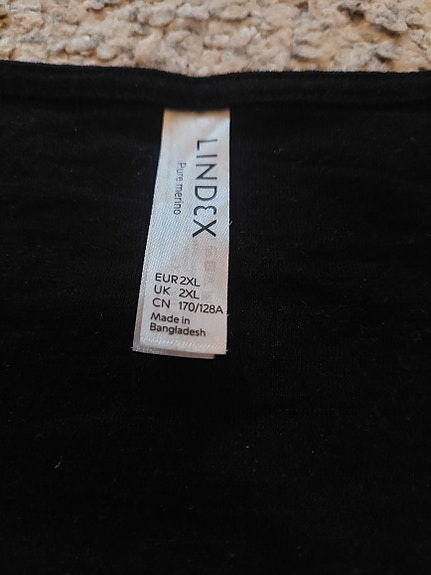 LINDEX
Pure merino
EUR 2XL
UK 2XL
CN 170/128A
Made in
Bangladesh